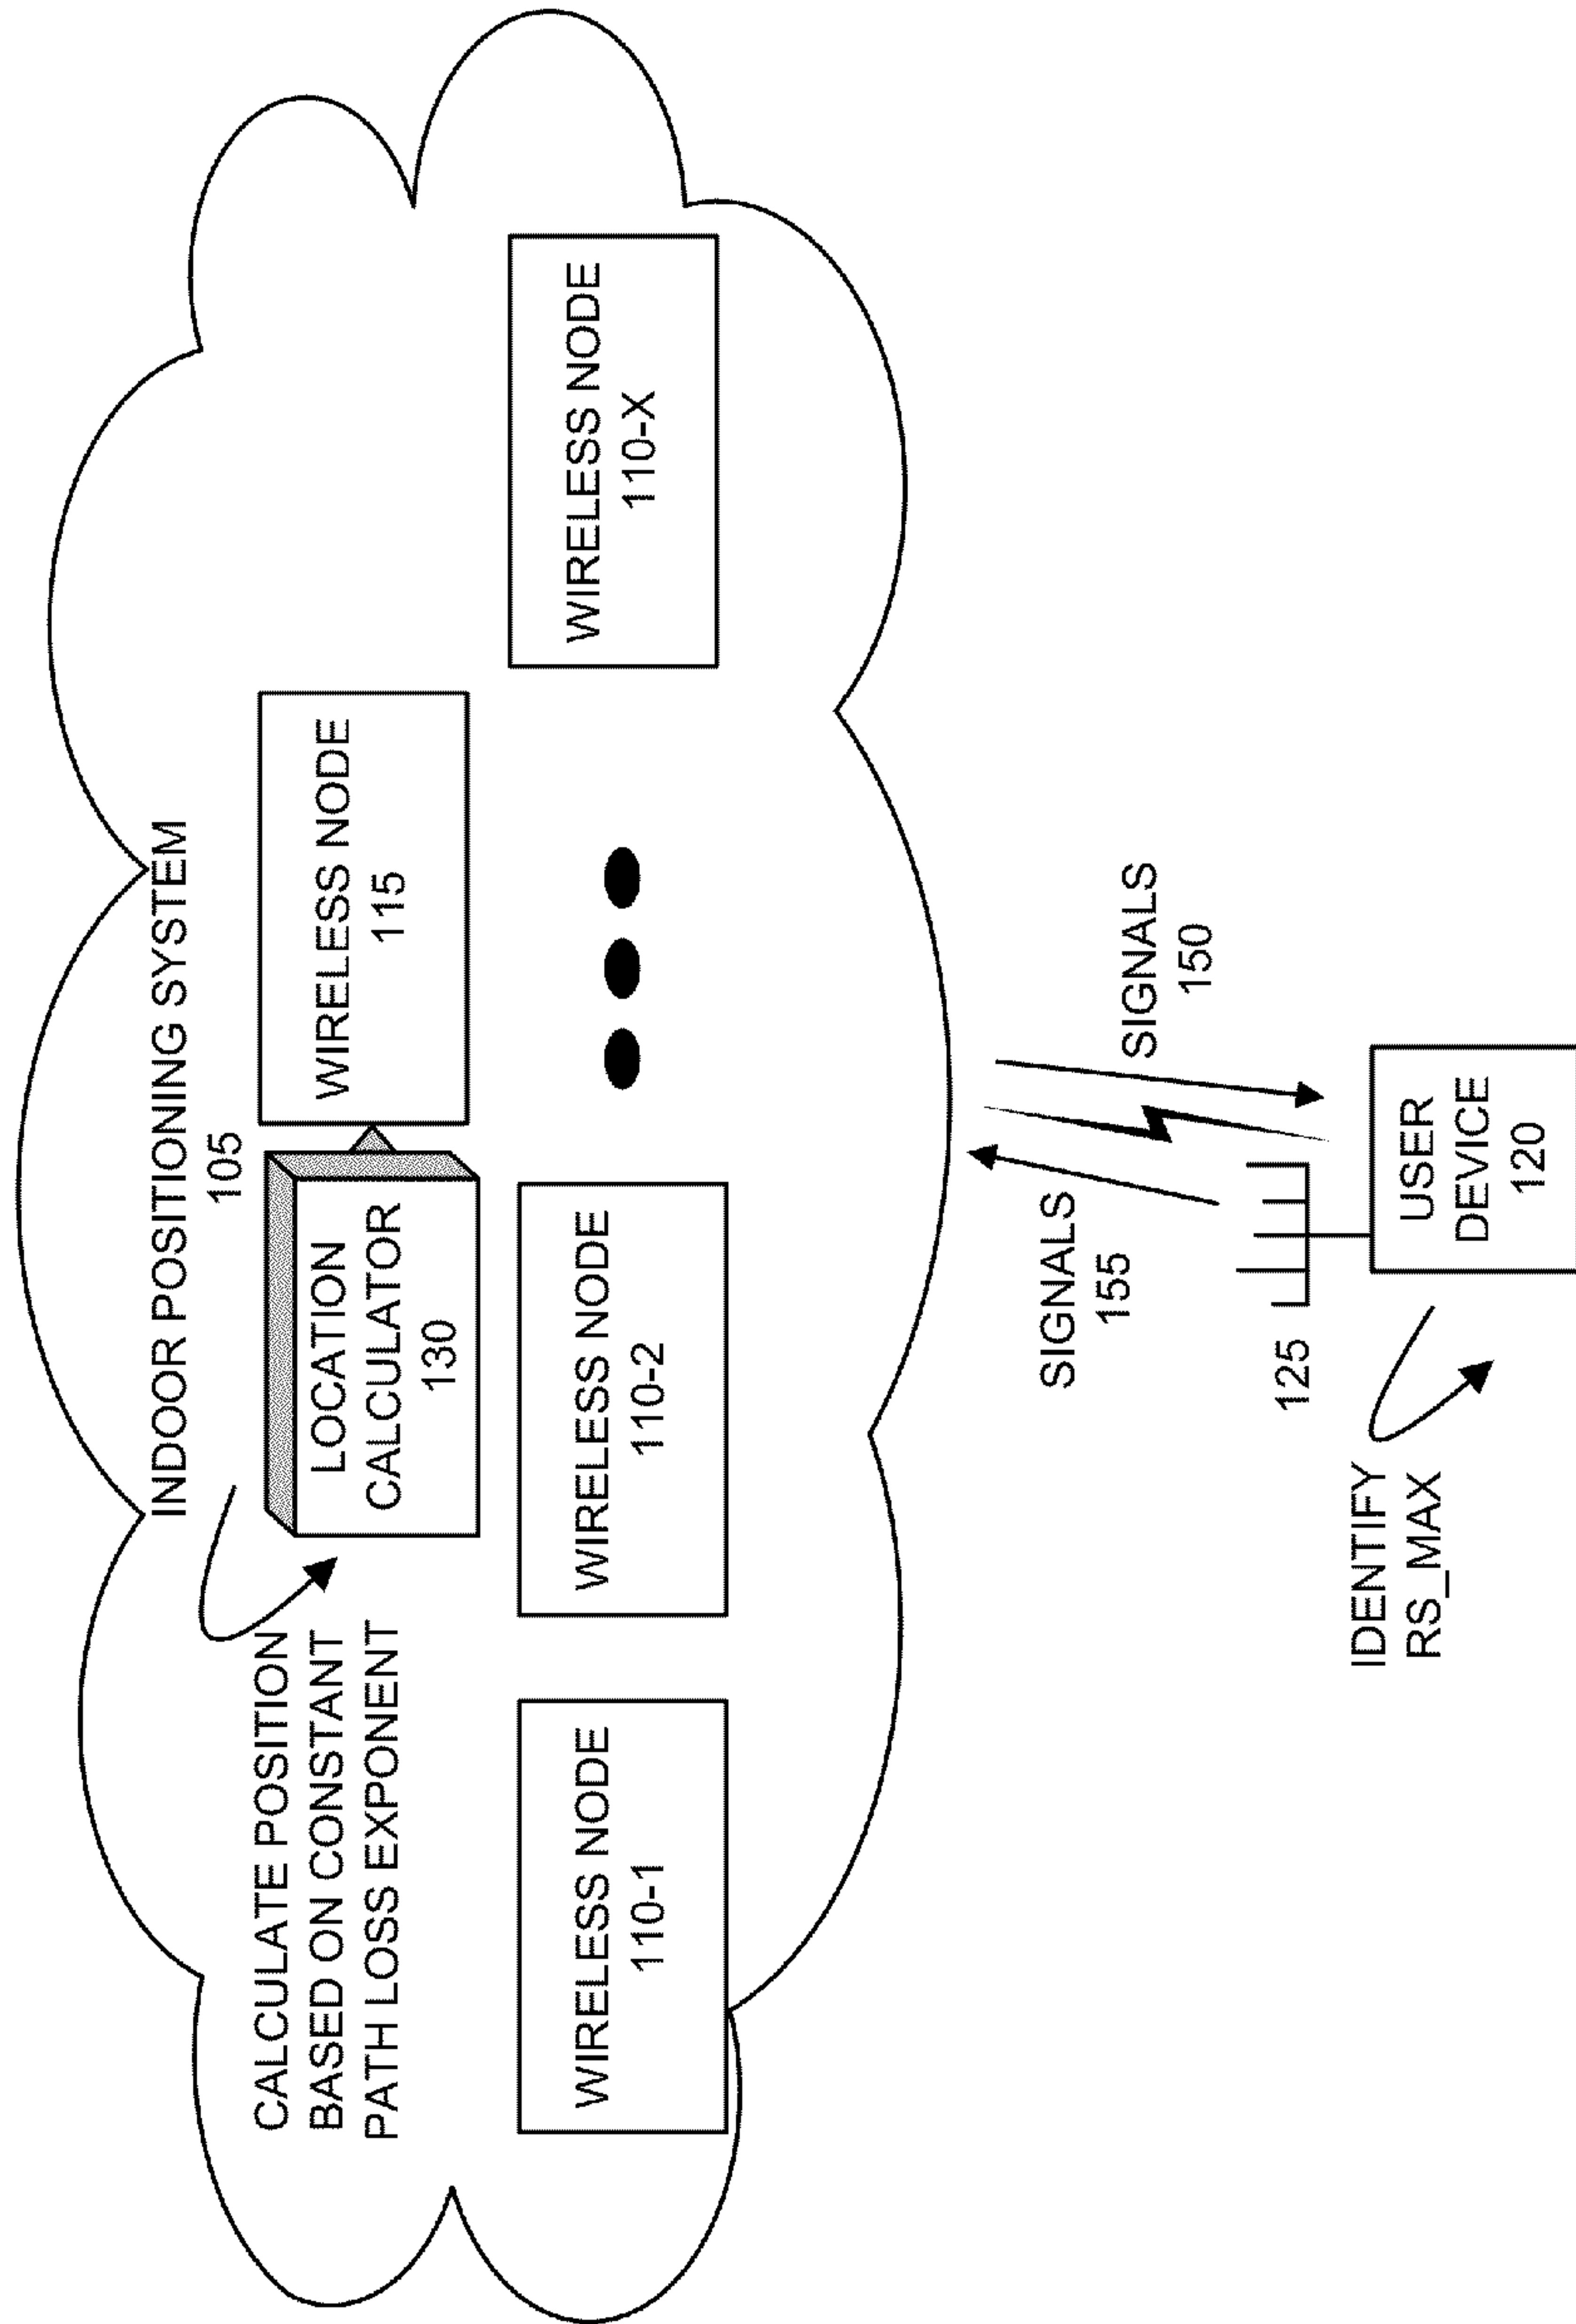 INDOOR POSITIONING SYSTEM
105
CALCULATE POSITION
BASED ON CONSTANT
PATH LOSS EXPONENT
LOCATION
CALCULATOR
130
WIRELESS NODE
115
WIRELESS NODE
110-1
WIRELESS NODE
110-2
WIRELESS NODE
110-X
SIGNALS
155
SIGNALS
150
125
IDENTIFY
RS_MAX
USER
DEVICE
120